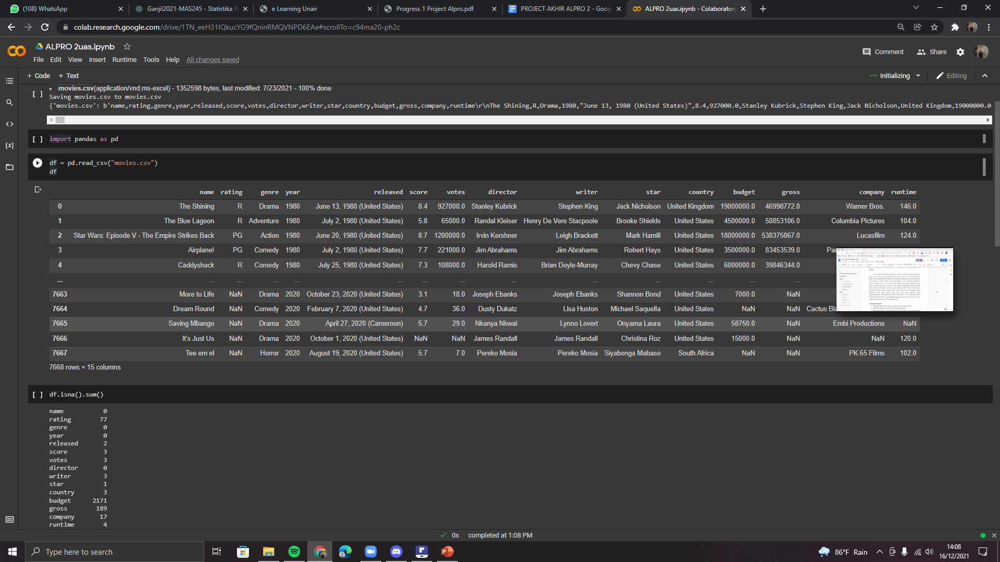 (108) WhatsApp
Ganjil2021-MAS245 - Statistika N
e Learning Unair
Progress 1 Project Alpro.pdf
PROJECT AKHIR ALPRO 2 - Goog
ALPRO 2uas.ipynb - Colaboratory
colab.research.google.com/drive/1TN_eeH31IQkucYG9fQninRMQVNPD6EAe#scrollTo=c94ma20-ph2c
ALPRO 2uas.ipynb
File Edit View Insert Runtime Tools Help All changes saved
Comment Share
+ Code + Text
Initializing Editing
movies.csv(application/vnd.ms-excel) - 1352598 bytes, last modified: 7/23/2021 - 100% done
[ ] Saving movies.csv to movies.csv
{'movies.csv': b'name,rating,genre,year,released,score,votes,director,writer,star,country,budget,gross,company,runtime\r\nThe Shining,R,Drama,1980,"June 13, 1980 (United States)",8.4,927000.0,Stanley Kubrick,Stephen King,Jack Nicholson,United Kingdom,19000000.0,
[ ] import pandas as pd
df = pd.read_csv("movies.csv")
df
name rating genre year released score votes director writer star country budget gross company runtime
0 The Shining R Drama 1980 June 13, 1980 (United States) 8.4 927000.0 Stanley Kubrick Stephen King Jack Nicholson United Kingdom 19000000.0 46998772.0 Warner Bros. 146.0
1 The Blue Lagoon R Adventure 1980 July 2, 1980 (United States) 5.8 65000.0 Randal Kleiser Henry De Vere Stacpoole Brooke Shields United States 4500000.0 58853106.0 Columbia Pictures 104.0
2 Star Wars: Episode V - The Empire Strikes Back PG Action 1980 June 20, 1980 (United States) 8.7 1200000.0 Irvin Kershner Leigh Brackett Mark Hamill United States 18000000.0 538375067.0 Lucasfilm 124.0
3 Airplane! PG Comedy 1980 July 2, 1980 (United States) 7.7 221000.0 Jim Abrahams Jim Abrahams Robert Hays United States 3500000.0 83453539.0 Par
4 Caddyshack R Comedy 1980 July 25, 1980 (United States) 7.3 108000.0 Harold Ramis Brian Doyle-Murray Chevy Chase United States 6000000.0 39846344.0
... ... ... ... ... ... ... ... ... ... ... ... ... ...
7663 More to Life NaN Drama 2020 October 23, 2020 (United States) 3.1 18.0 Joseph Ebanks Joseph Ebanks Shannon Bond United States 7000.0 NaN
7664 Dream Round NaN Comedy 2020 February 7, 2020 (United States) 4.7 36.0 Dusty Dukatz Lisa Huston Michael Saquella United States NaN NaN Cactus Blu
7665 Saving Mbango NaN Drama 2020 April 27, 2020 (Cameroon) 5.7 29.0 Nkanya Nkwai Lynno Lovert Onyama Laura United States 58750.0 NaN Embi Productions NaN
7666 It's Just Us NaN Drama 2020 October 1, 2020 (United States) NaN NaN James Randall James Randall Christina Roz United States 15000.0 NaN NaN 120.0
7667 Tee em el NaN Horror 2020 August 19, 2020 (United States) 5.7 7.0 Pereko Mosia Pereko Mosia Siyabonga Mabaso South Africa NaN NaN PK 65 Films 102.0
7668 rows × 15 columns
[ ] df.isna().sum()
name 0
rating 77
genre 0
year 0
released 2
score 3
votes 3
director 0
writer 3
star 1
country 3
budget 2171
gross 189
company 17
runtime 4
0s completed at 1:08 PM
Type here to search
86°F Rain
14:08
16/12/2021